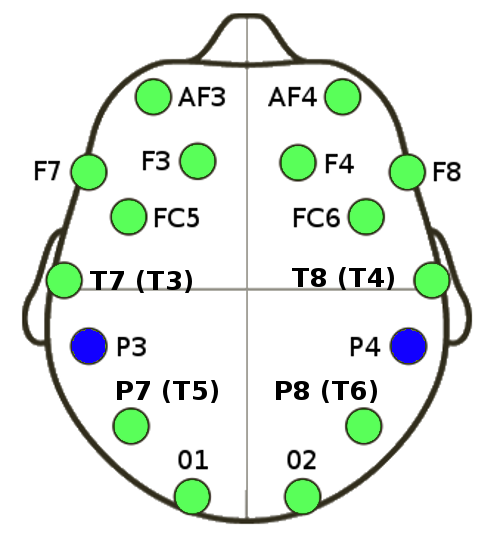 AF3 AF4
F7 F3 F4 F8
FC5 FC6
T7 (T3) T8 (T4)
P3 P4
P7 (T5) P8 (T6)
01 02